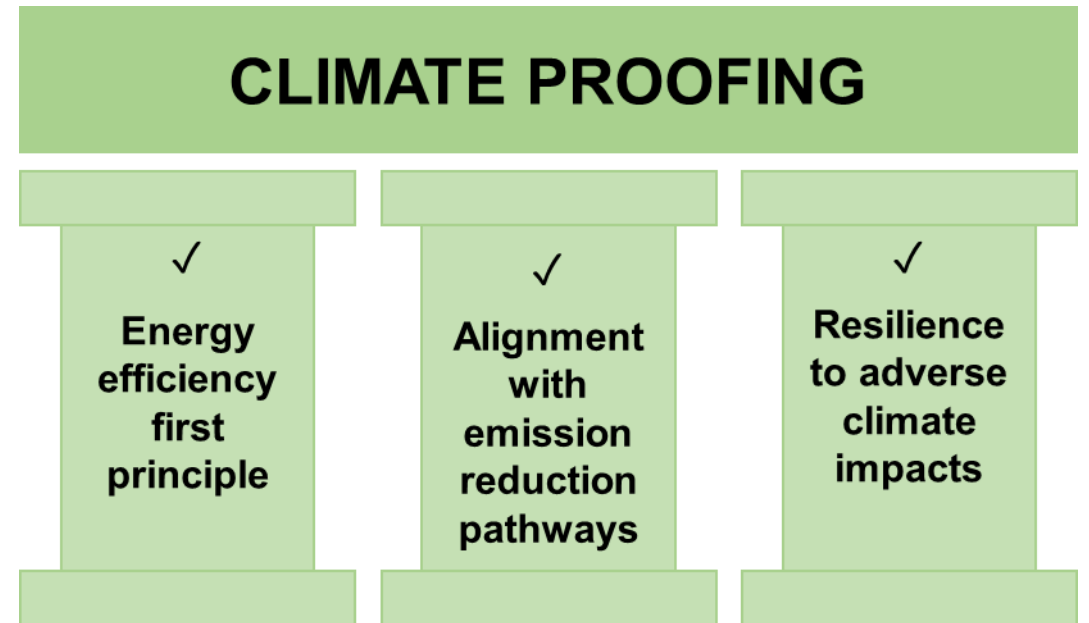 CLIMATE PROOFING
✓
Energy
efficiency
first
principle
✓
Alignment
with
emission
reduction
pathways
✓
Resilience
to adverse
climate
impacts